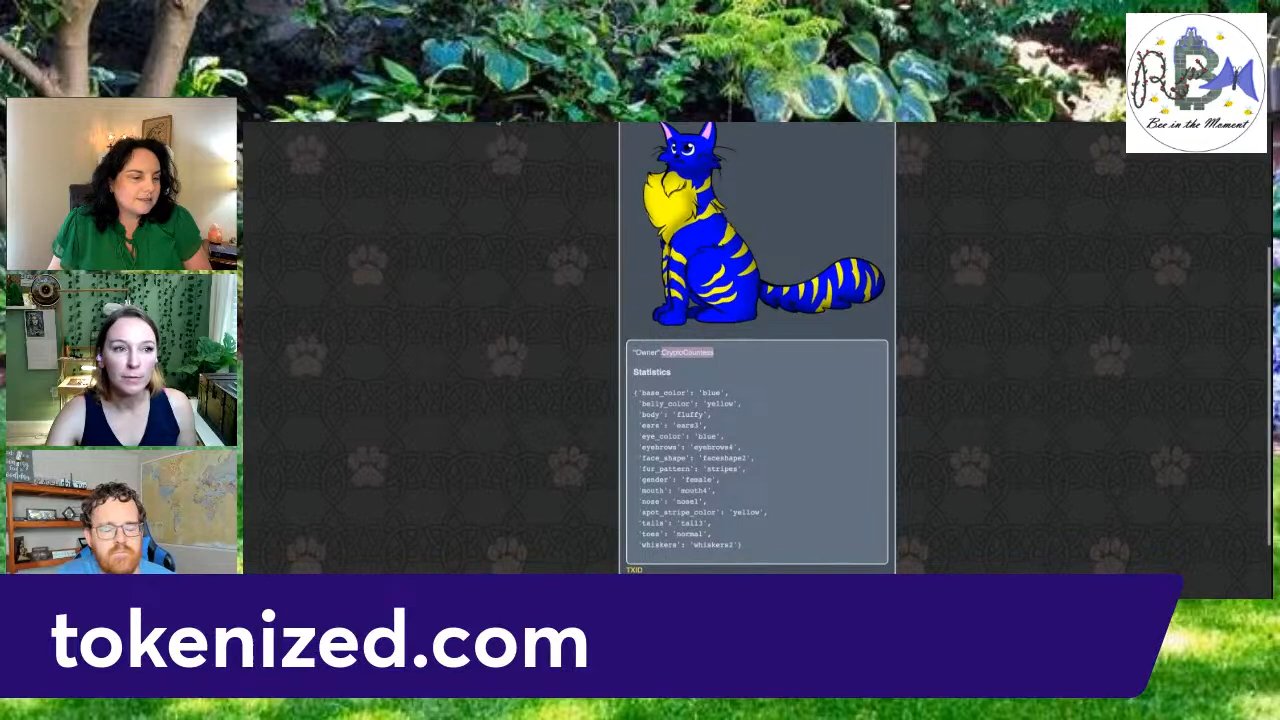 Bee in the Moment
"Owner":CryptoCountess
Statistics
{'base_color': 'blue',
'belly_color': 'yellow',
'body': 'fluffy',
'ears': 'ears3',
'eye_color': 'blue',
'eyebrows': 'eyebrows4',
'face_shape': 'faceshape2',
'fur_pattern': 'stripes',
'gender': 'female',
'mouth': 'mouth4',
'nose': 'nose1',
'spot_stripe_color': 'yellow',
'tails': 'tail3',
'toes': 'normal',
'whiskers': 'whiskers2'}
TXID
tokenized.com